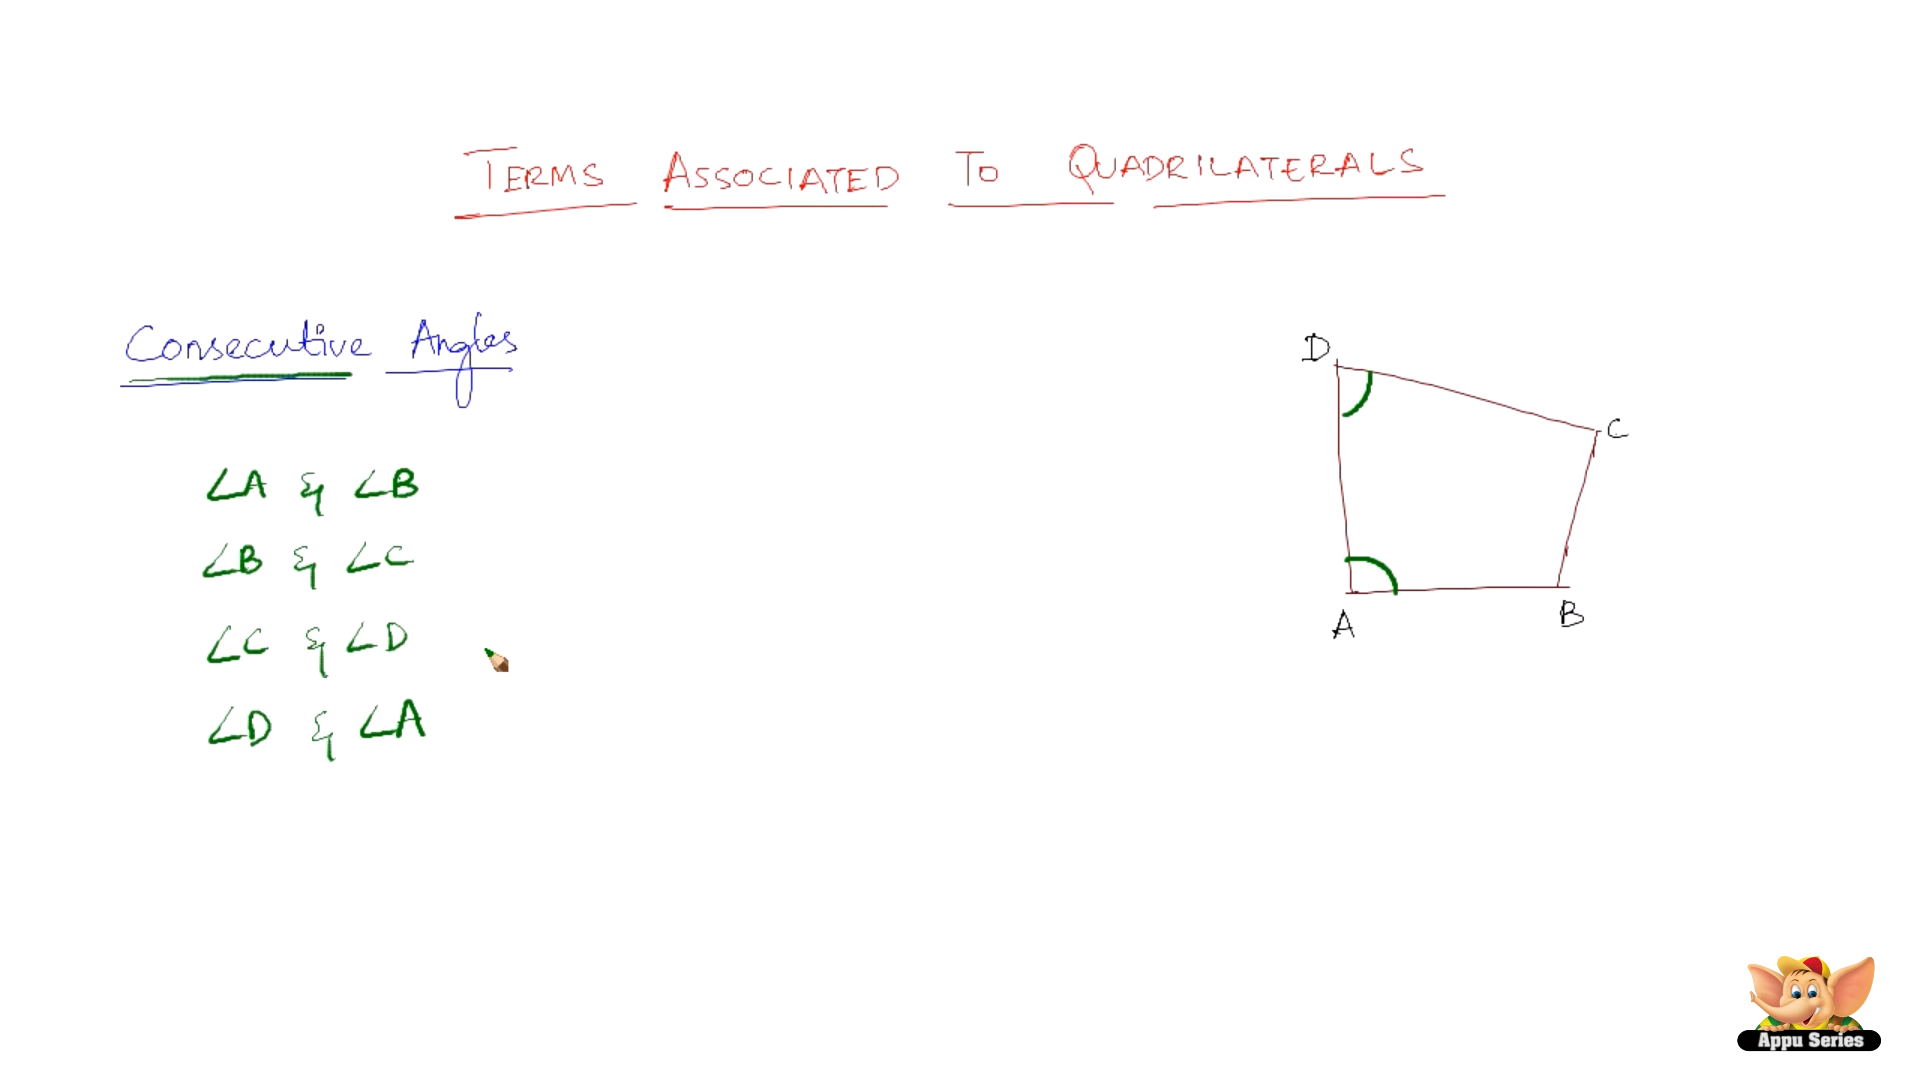 TERMS ASSOCIATED TO QUADRILATERALS
Consecutive Angles
∠A & ∠B
∠B & ∠C
∠C & ∠D
∠D & ∠A
D
C
A
B
Appu Series